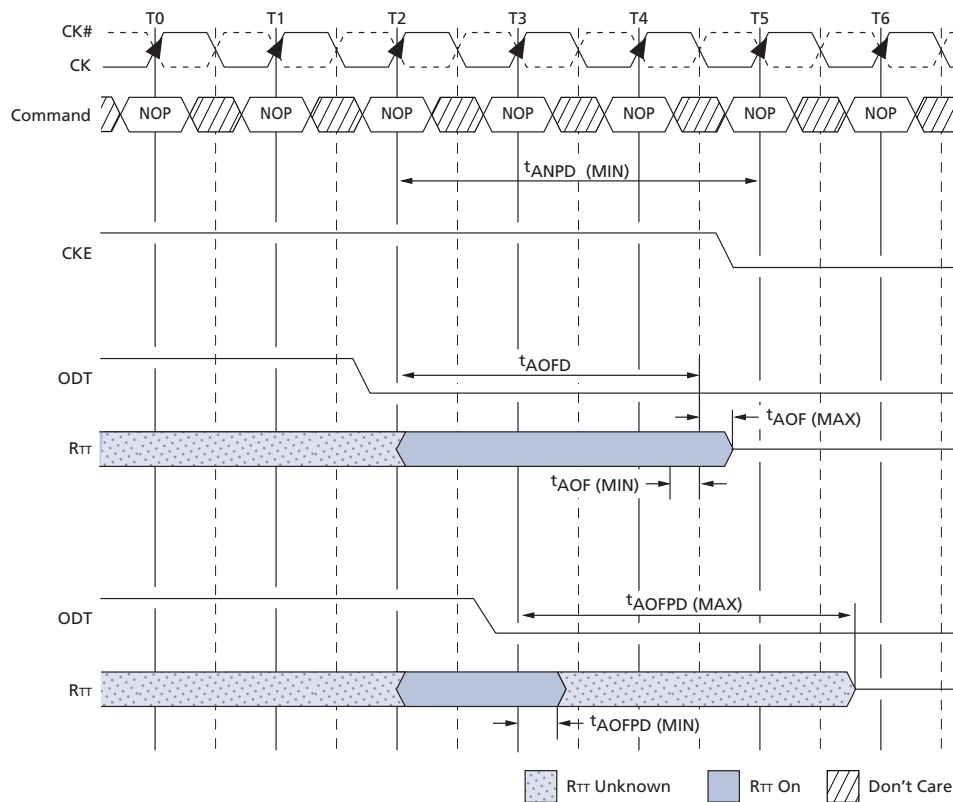 T0 T1 T2 T3 T4 T5 T6
CK#
CK
Command NOP NOP NOP NOP NOP NOP NOP
tANPD (MIN)
CKE
tAOFD
ODT
tAOF (MAX)
RTT
tAOF (MIN)
tAOFPD (MAX)
ODT
RTT
tAOFPD (MIN)
RTT Unknown RTT On Don't Care